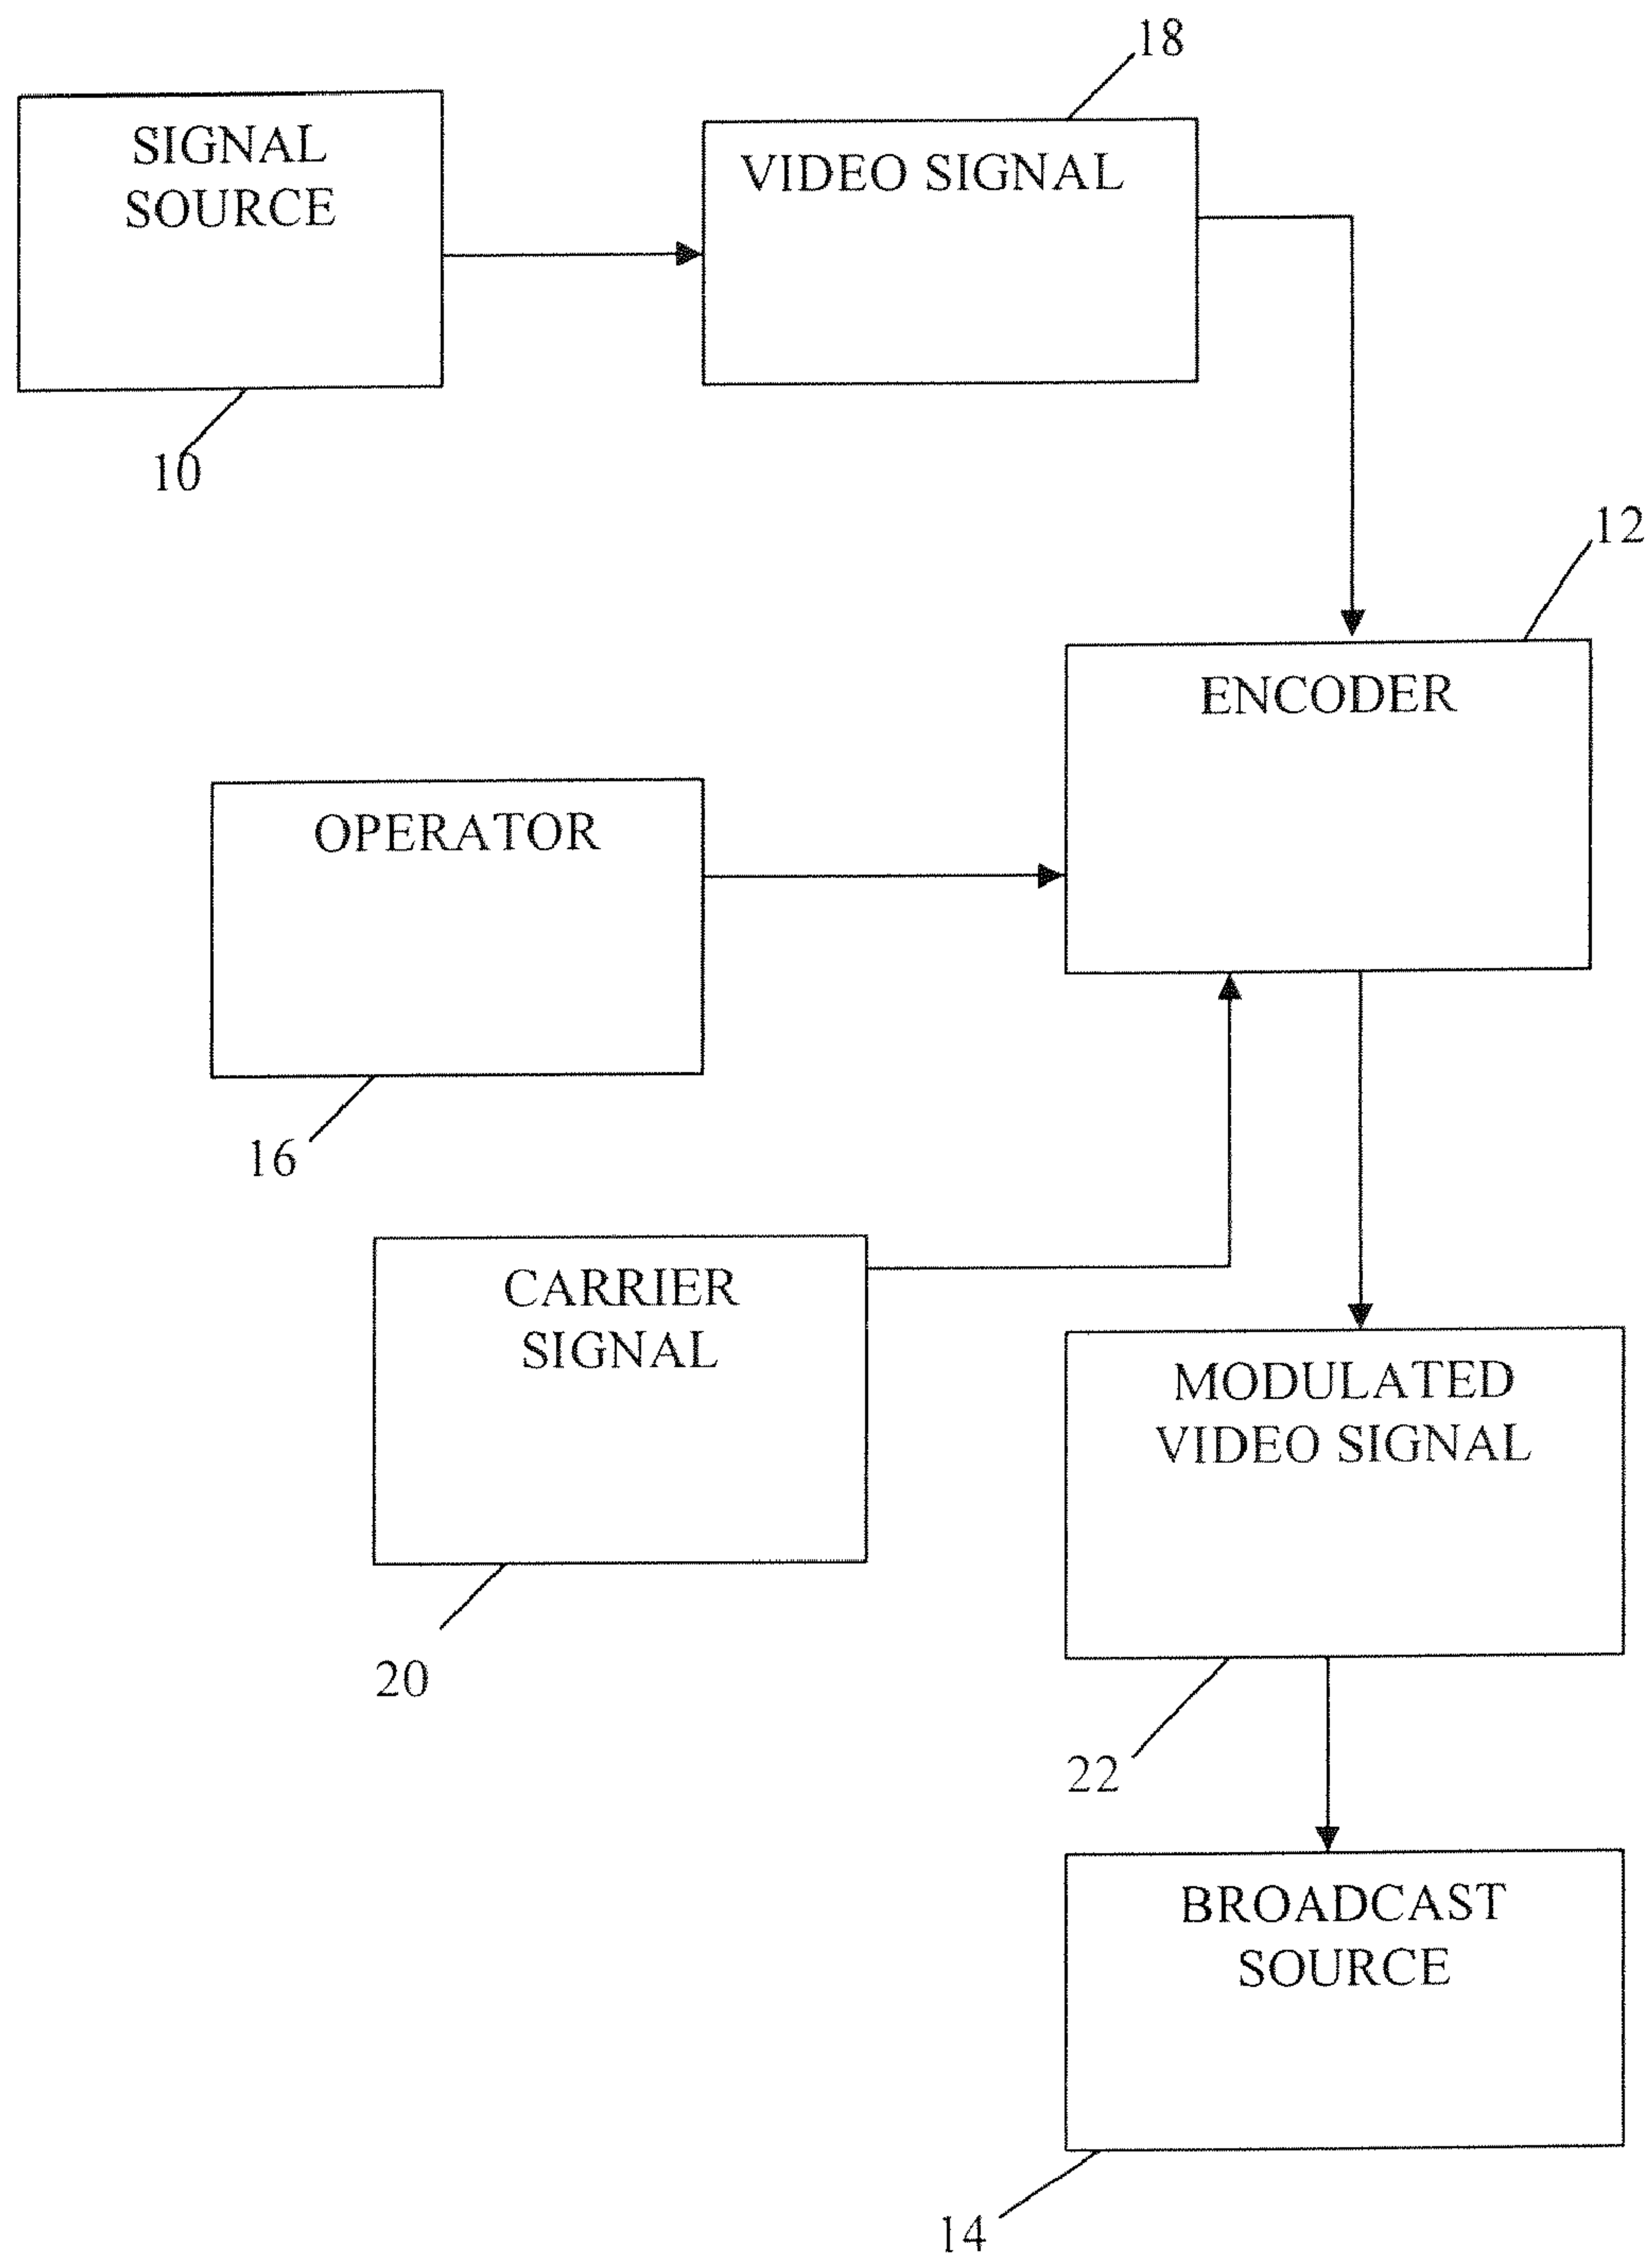 18
SIGNAL
SOURCE
VIDEO SIGNAL
10
12
ENCODER
OPERATOR
16
CARRIER
SIGNAL
MODULATED
VIDEO SIGNAL
20
22
BROADCAST
SOURCE
14